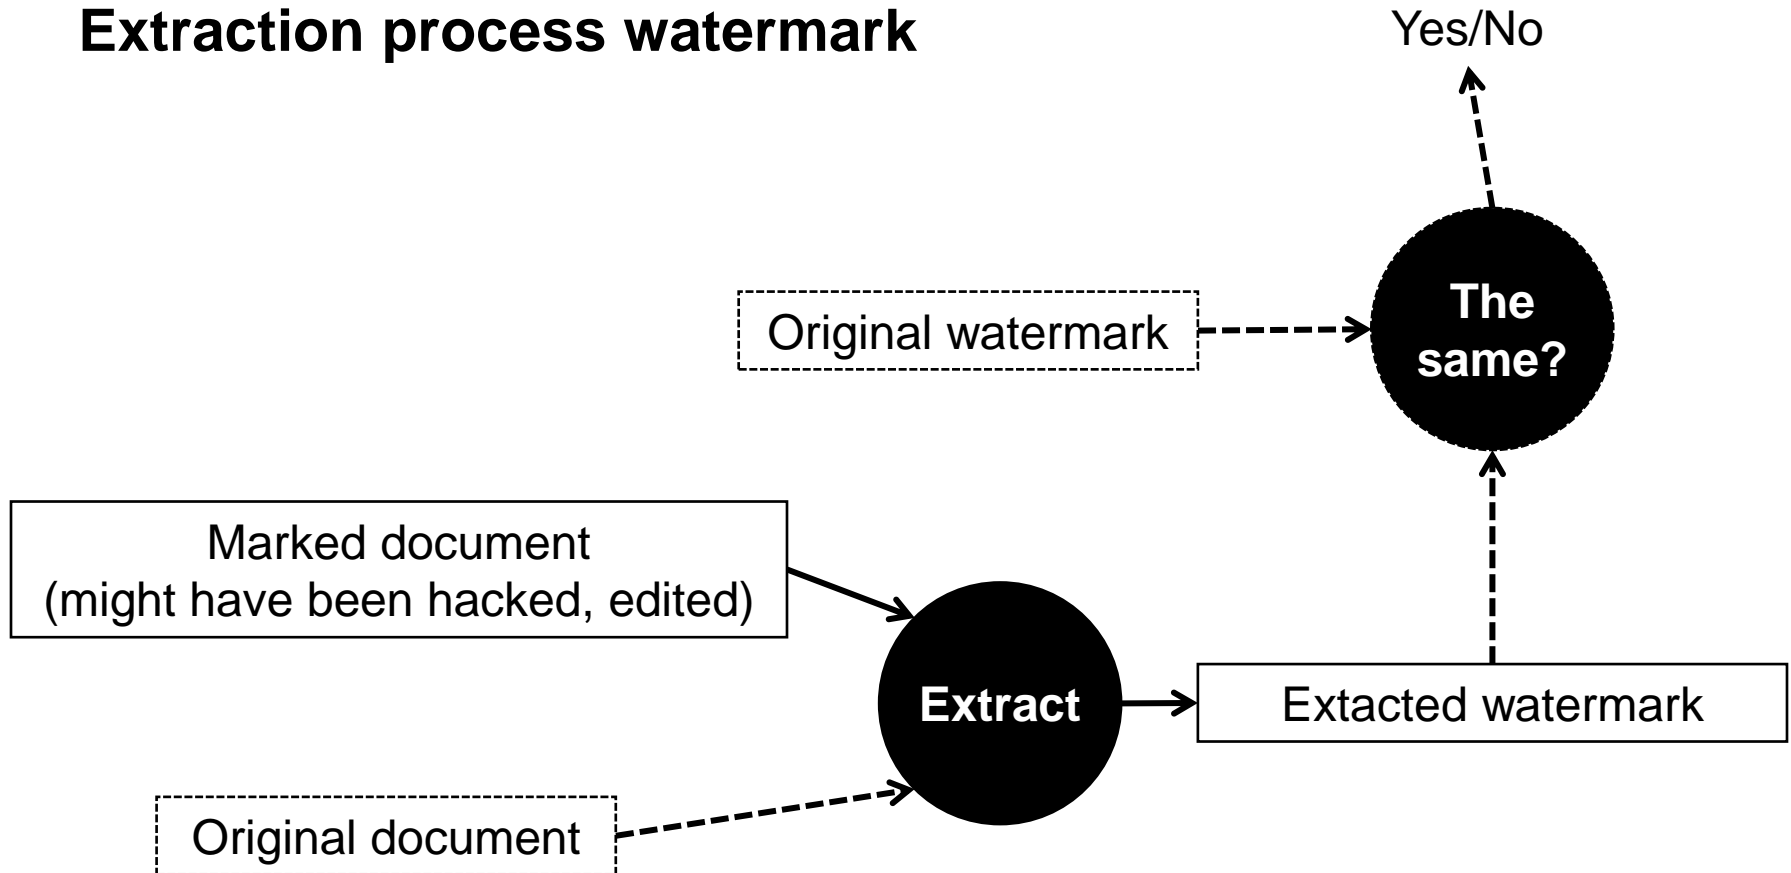 Extraction process watermark
Yes/No
Original watermark
The
same?
Marked document
(might have been hacked, edited)
Extract
Extacted watermark
Original document